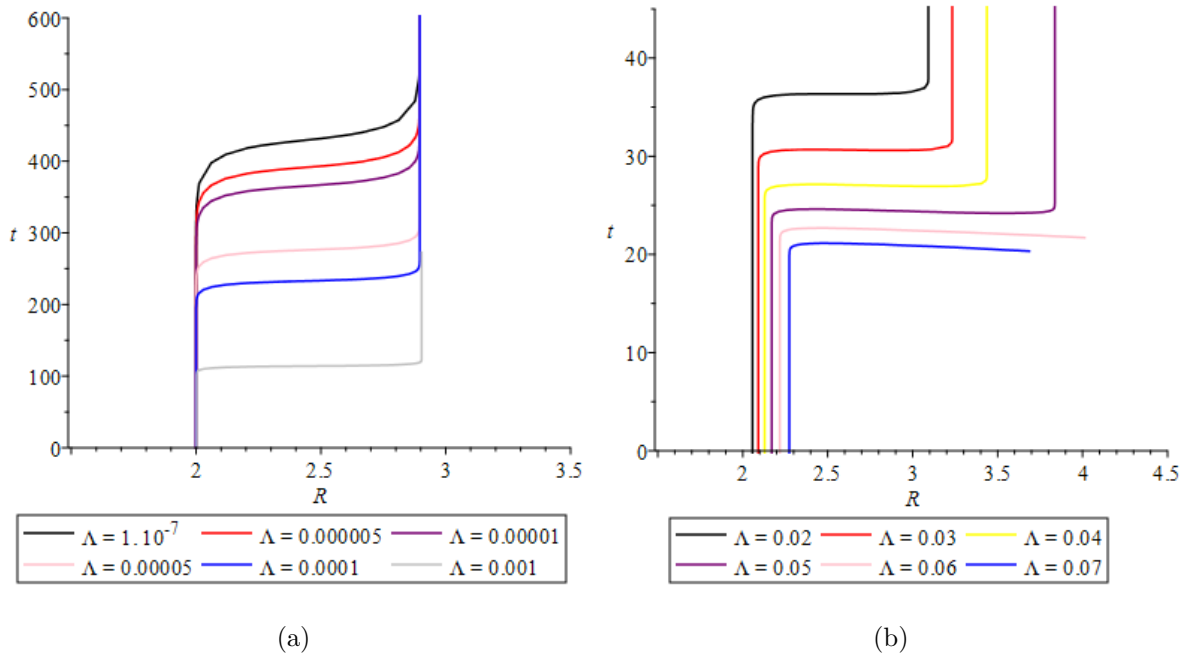 600
500
400
t 300
200
100
0
2 2.5 3 3.5
R
Λ = 1.10⁻⁷ Λ = 0.000005 Λ = 0.00001
Λ = 0.00005 Λ = 0.0001 Λ = 0.001
(a)
40
30
t
20
10
0
2 2.5 3 3.5 4 4.5
R
Λ = 0.02 Λ = 0.03 Λ = 0.04
Λ = 0.05 Λ = 0.06 Λ = 0.07
(b)